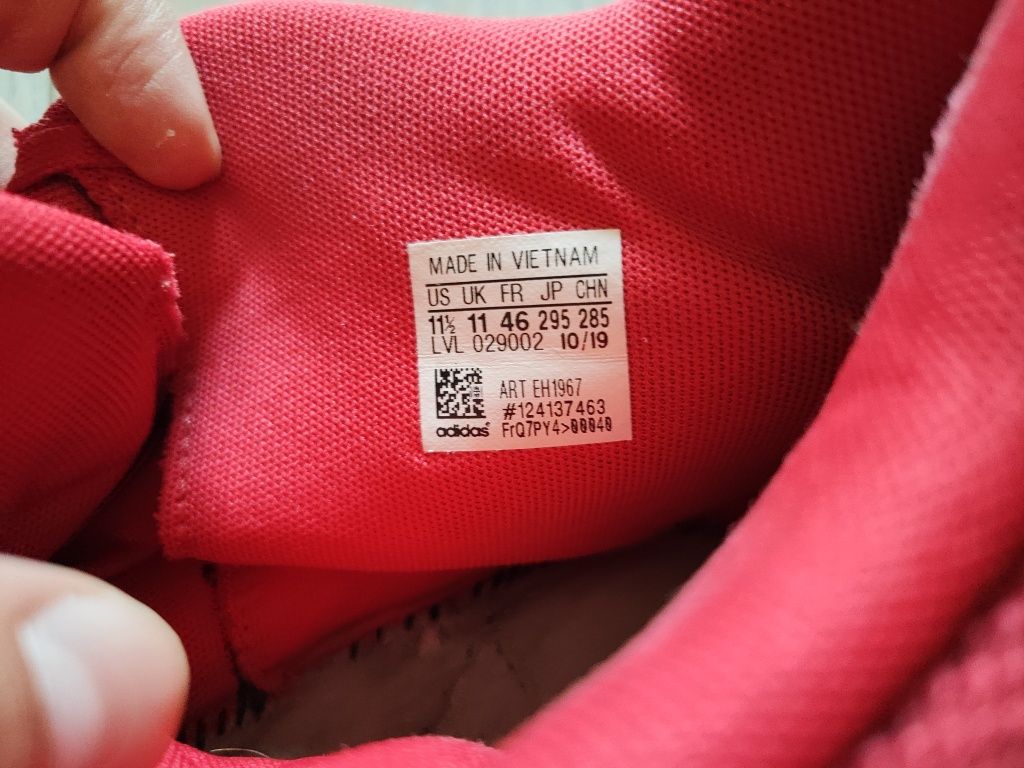 MADE IN VIETNAM
US UK FR JP CHN
11½ 11 46 295 285
LVL 029002 10/19
ART EH1967
#124137463
adidas FrQ7PY4>00040